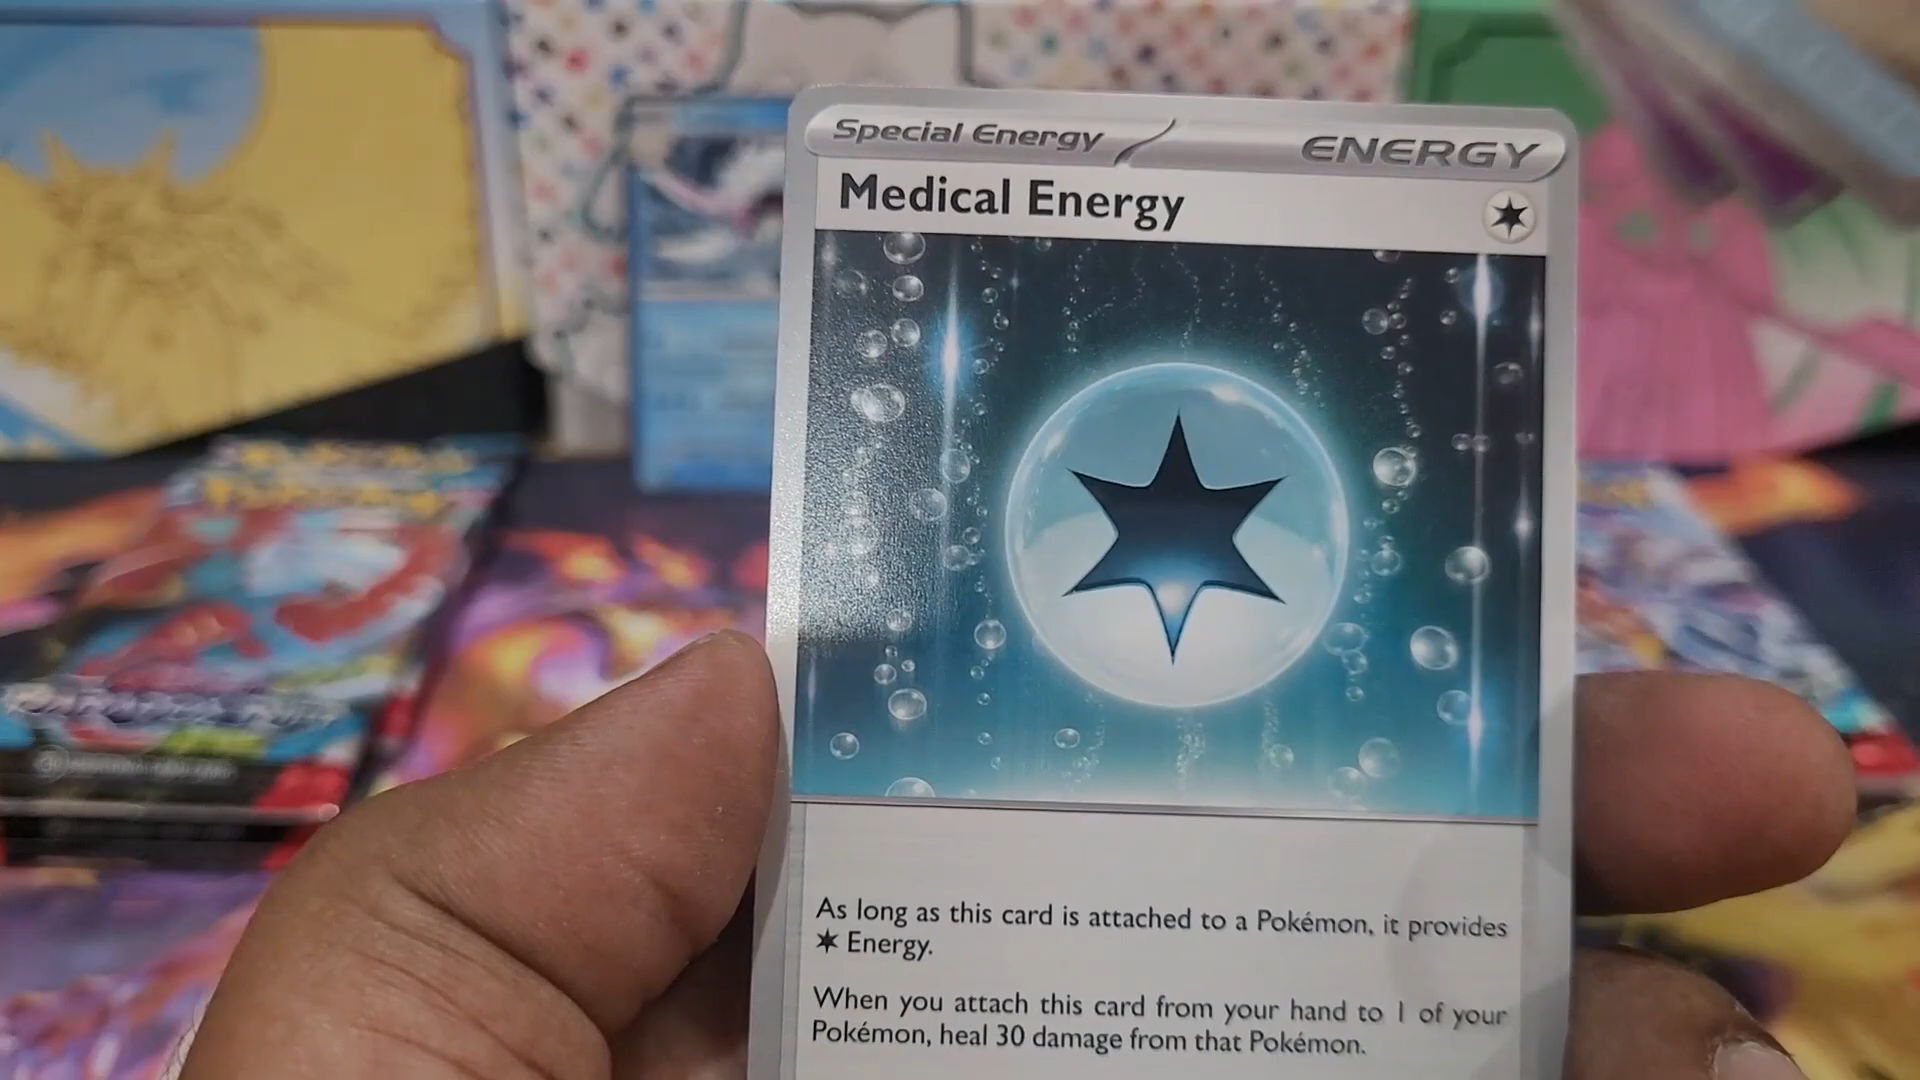 Special Energy
ENERGY
Medical Energy
As long as this card is attached to a Pokémon, it provides
Energy.
When you attach this card from your hand to 1 of your
Pokémon, heal 30 damage from that Pokémon.